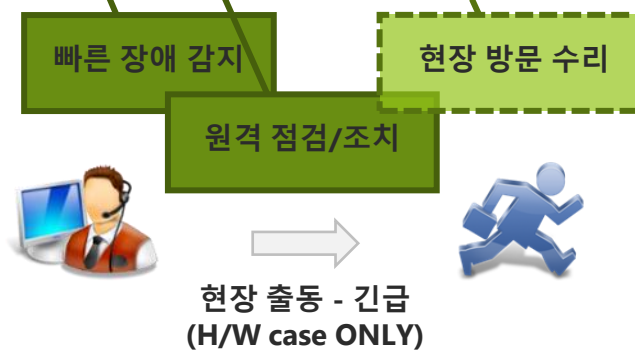 빠른 장애 감지
현장 방문 수리
원격 점검/조치
현장 출동 - 긴급
(H/W case ONLY)